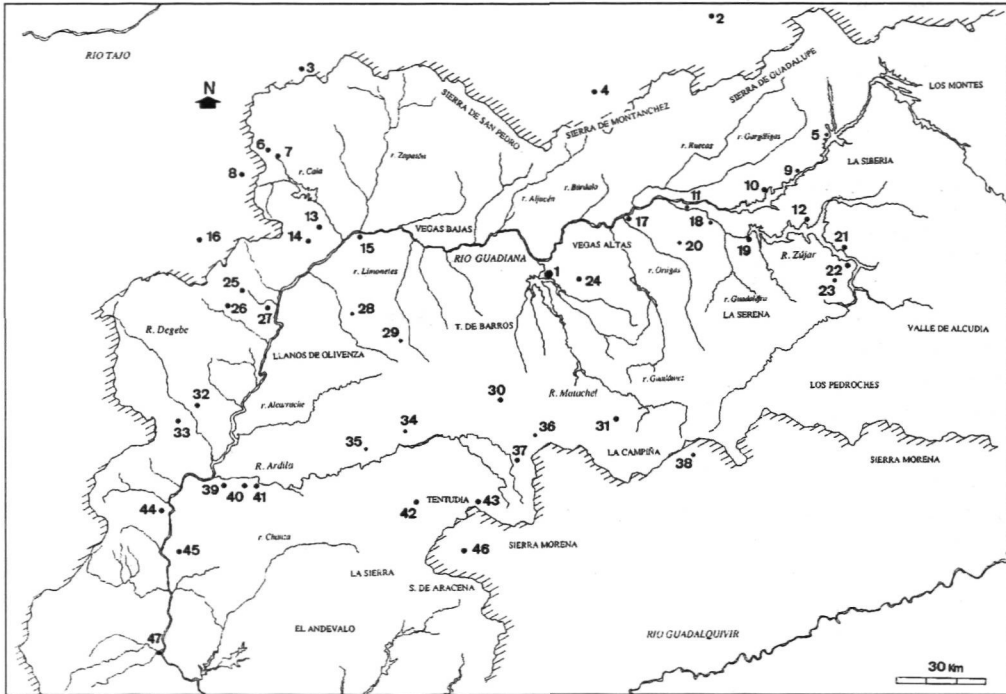 2
RIO TAJO
3
N
4
SIERRA DE SAN PEDRO
SIERRA DE MONTANCHEZ
SIERRA DE GUADALUPE
LOS MONTES
5
6
7
8
r. Caia
r. Zapatón
r. Aljucén
r. Búrdalo
r. Ruecas
r. Gargáligas
9
LA SIBERIA
10
11
12
13
14
15
16
VEGAS BAJAS
RIO GUADIANA
VEGAS ALTAS
17
18
19
20
21
22
23
R. Zújar
1
24
r. Limonetes
r. Ortigas
r. Guadalefra
LA SERENA
25
26
27
28
29
R. Degebe
T. DE BARROS
VALLE DE ALCUDIA
LLANOS DE OLIVENZA
r. Guadámez
LOS PEDROCHES
r. Alcarrache
R. Matachel
30
31
32
33
34
35
36
37
LA CAMPIÑA
38
SIERRA MORENA
R. Ardila
39
40
41
42
TENTUDIA
43
44
45
r. Chanza
46
SIERRA MORENA
LA SIERRA
S. DE ARACENA
EL ANDEVALO
RIO GUADALQUIVIR
47
30 Km